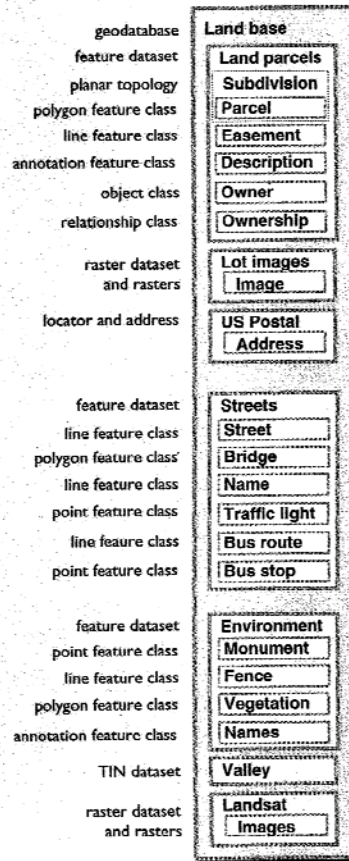 geodatabase Land base
feature dataset Land parcels
planar topology Subdivision
polygon feature class Parcel
line feature class Easement
annotation feature class Description
object class Owner
relationship class Ownership
raster dataset Lot images
and rasters Image
locator and address US Postal
Address
feature dataset Streets
line feature class Street
polygon feature class Bridge
line feature class Name
point feature class Traffic light
line feaure class Bus route
point feature class Bus stop
feature dataset Environment
point feature class Monument
line feature class Fence
polygon feature class Vegetation
annotation feature class Names
TIN dataset Valley
raster dataset Landsat
and rasters Images